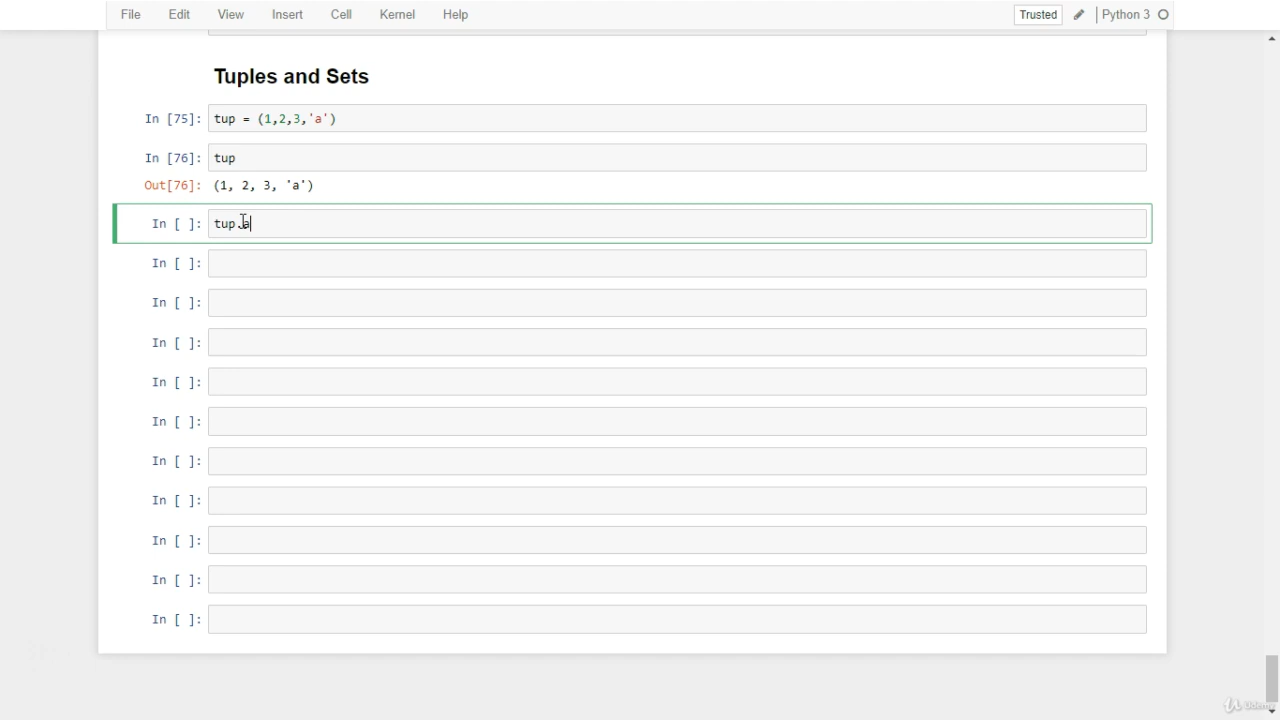 File Edit View Insert Cell Kernel Help Trusted Python 3
Tuples and Sets
In [75]: tup = (1,2,3,'a')
In [76]: tup
Out[76]: (1, 2, 3, 'a')
In [ ]: tup.a
In [ ]:
In [ ]:
In [ ]:
In [ ]:
In [ ]:
In [ ]:
In [ ]:
In [ ]:
In [ ]:
In [ ]:
Udemy